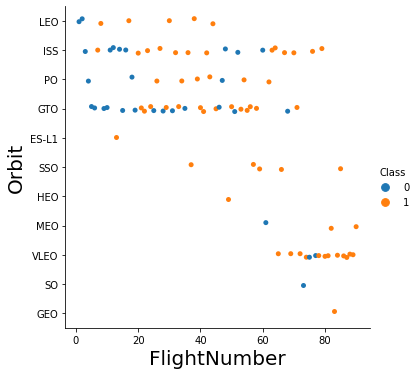 LEO
ISS
PO
GTO
ES-L1
SSO
HEO
MEO
VLEO
SO
GEO
Orbit
0 20 40 60 80
FlightNumber
Class
0
1